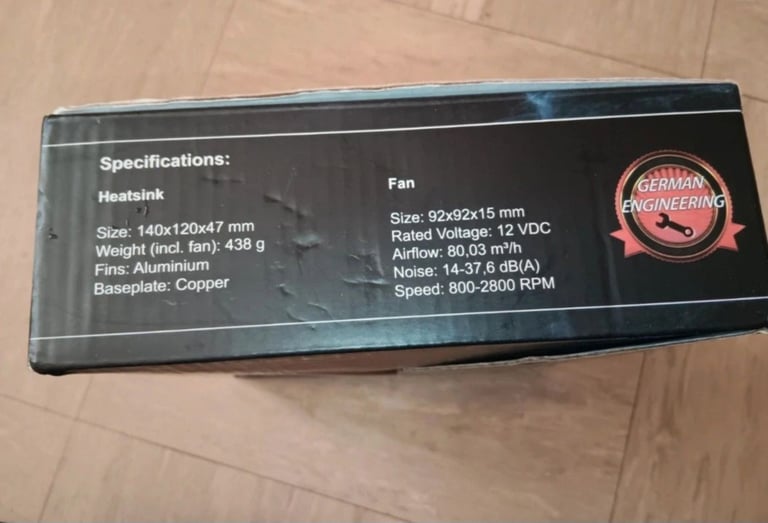 Specifications:
Heatsink
Size: 140x120x47 mm
Weight (incl. fan): 438 g
Fins: Aluminium
Baseplate: Copper
Fan
Size: 92x92x15 mm
Rated Voltage: 12 VDC
Airflow: 80,03 m³/h
Noise: 14-37,6 dB(A)
Speed: 800-2800 RPM
GERMAN
ENGINEERING